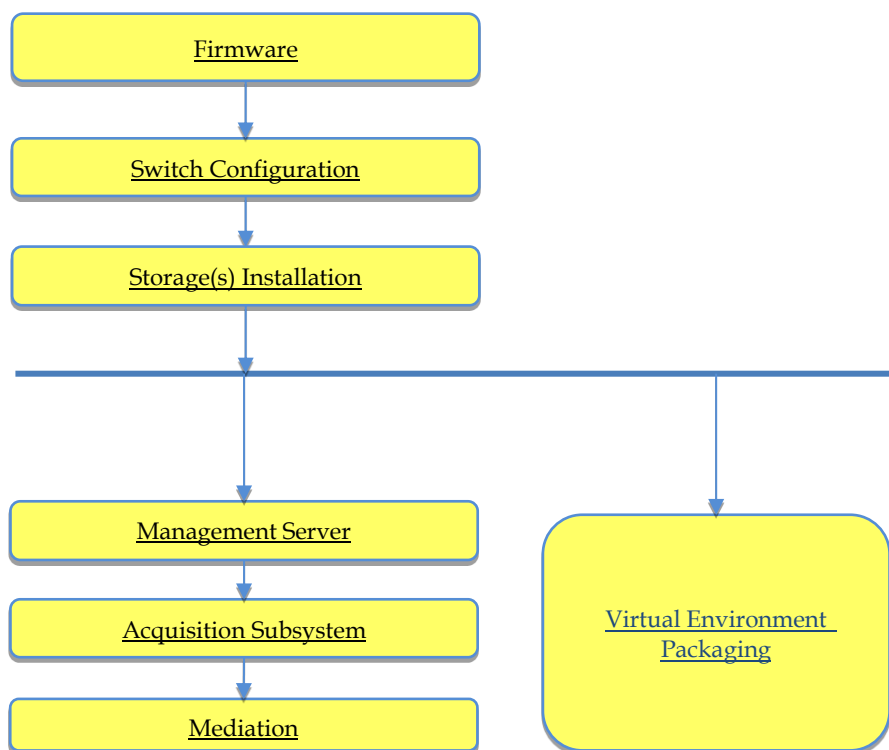 Firmware
Switch Configuration
Storage(s) Installation
Management Server
Acquisition Subsystem
Mediation
Virtual Environment
Packaging